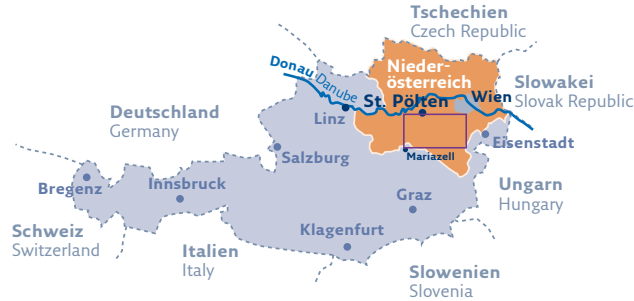 Tschechien
Czech Republic
Donau Danube
Nieder-
österreich
Slowakei
Slovak Republic
St. Pölten
Wien
Deutschland
Germany
Linz
Eisenstadt
Salzburg
Mariazell
Bregenz
Innsbruck
Ungarn
Hungary
Graz
Schweiz
Switzerland
Klagenfurt
Italien
Italy
Slowenien
Slovenia